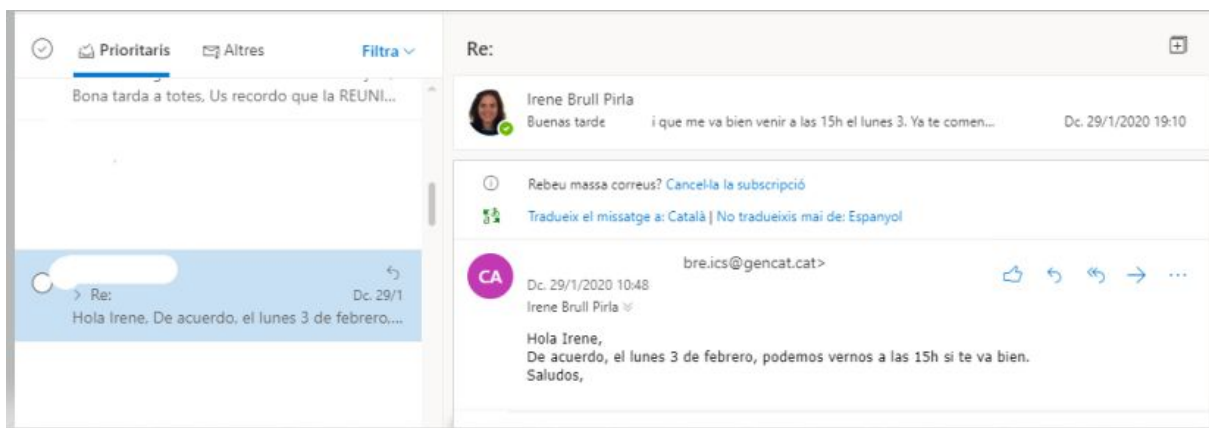 Prioritaris
Altres
Filtra
Bona tarda a totes, Us recordo que la REUNI...
> Re:
Dc. 29/1
Hola Irene, De acuerdo, el lunes 3 de febrero,...
Re:
Irene Brull Pirla
Buenas tarde i que me va bien venir a las 15h el lunes 3. Ya te comen...
Dc. 29/1/2020 19:10
Rebeu massa correus? Cancel·la la subscripció
Tradueix el missatge a: Català | No tradueixis mai de: Espanyol
CA
bre.ics@gencat.cat>
Dc. 29/1/2020 10:48
Irene Brull Pirla
Hola Irene,
De acuerdo, el lunes 3 de febrero, podemos vernos a las 15h si te va bien.
Saludos,